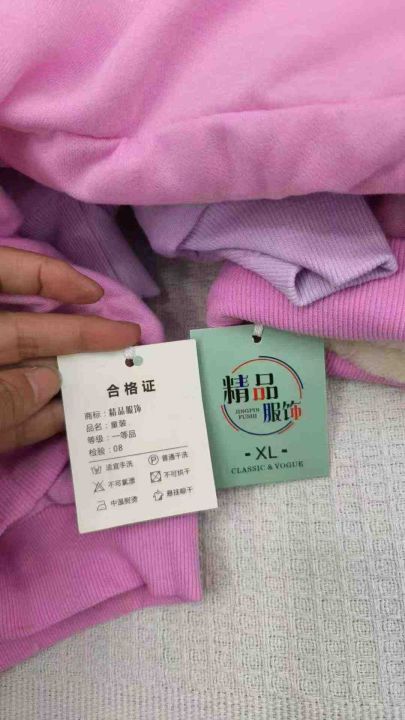 合格证
商标：精品服饰
品名：童装
等级：一等品
检验：08
适宜手洗
普通干洗
不可氯漂
不可烘干
中温熨烫
悬挂晾干
精品
JINGPIN
FUSHI
服饰
- XL -
CLASSIC & VOGUE